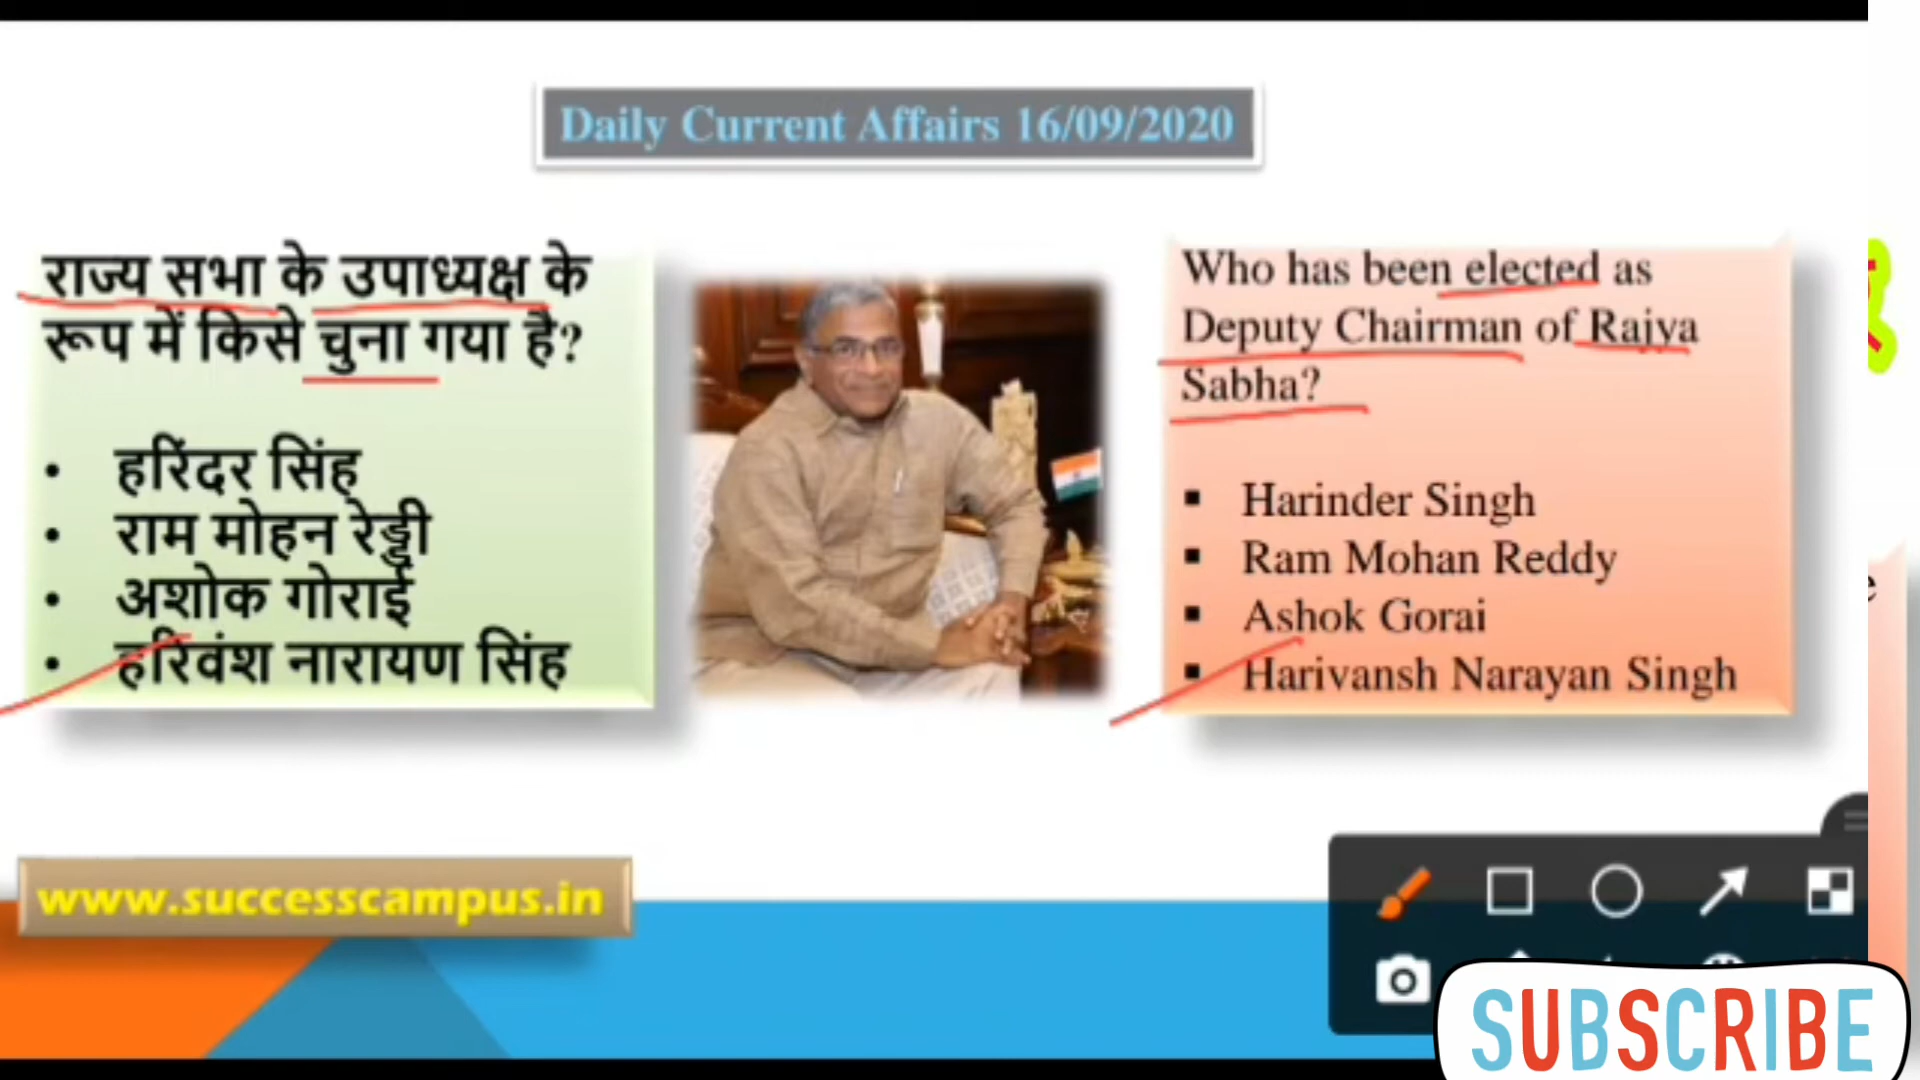 Daily Current Affairs 16/09/2020
राज्य सभा के उपाध्यक्ष के
रूप में किसे चुना गया है?
• हरिंदर सिंह
• राम मोहन रेड्डी
• अशोक गोराई
• हरिवंश नारायण सिंह
Who has been elected as
Deputy Chairman of Rajya
Sabha?
▪ Harinder Singh
▪ Ram Mohan Reddy
▪ Ashok Gorai
▪ Harivansh Narayan Singh
www.successcampus.in
SUBSCRIBE